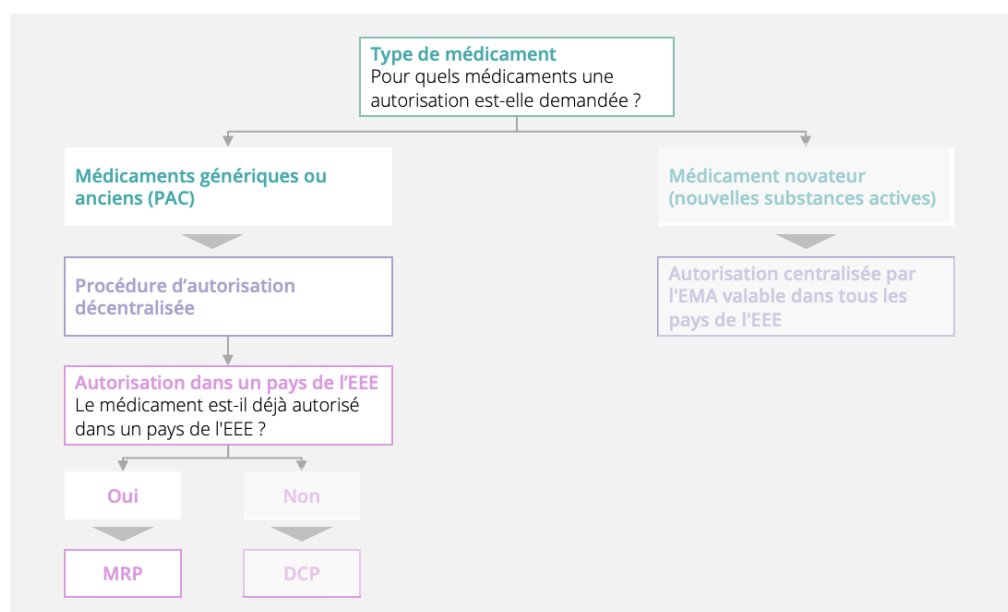 Type de médicament
Pour quels médicaments une
autorisation est-elle demandée ?
Médicaments génériques ou
anciens (PAC)
Médicament novateur
(nouvelles substances actives)
Procédure d’autorisation
décentralisée
Autorisation centralisée par
l'EMA valable dans tous les
pays de l'EEE
Autorisation dans un pays de l’EEE
Le médicament est-il déjà autorisé
dans un pays de l'EEE ?
Oui
Non
MRP
DCP